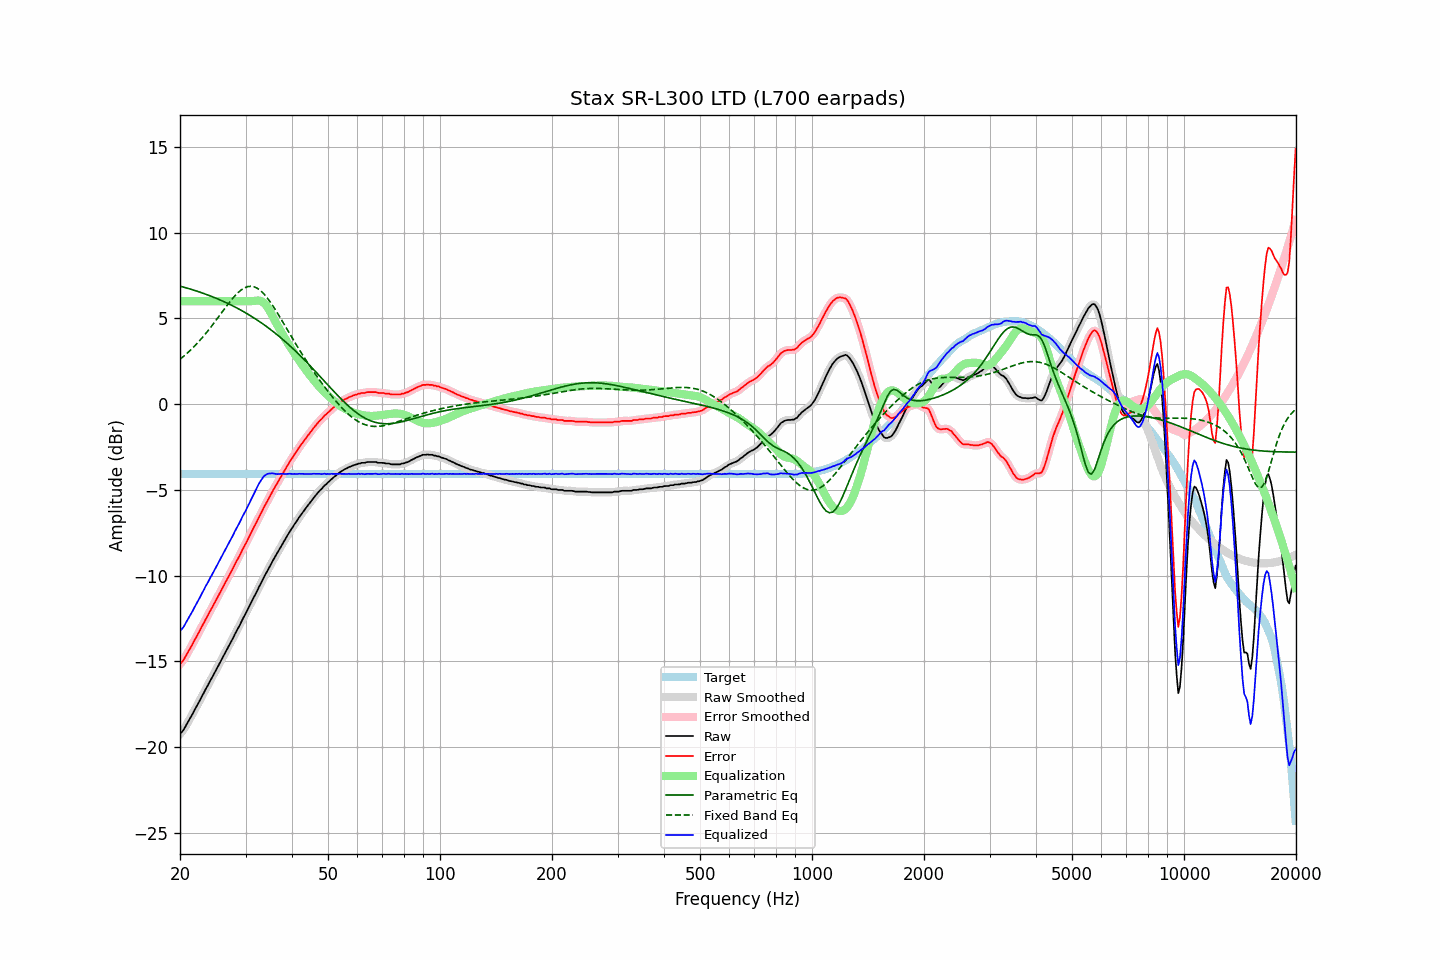 Stax SR-L300 LTD (L700 earpads)
Amplitude (dBr)
15
10
5
0
−5
−10
−15
−20
−25
Target
Raw Smoothed
Error Smoothed
Raw
Error
Equalization
Parametric Eq
Fixed Band Eq
Equalized
20
50
100
200
500
1000
2000
5000
10000
20000
Frequency (Hz)